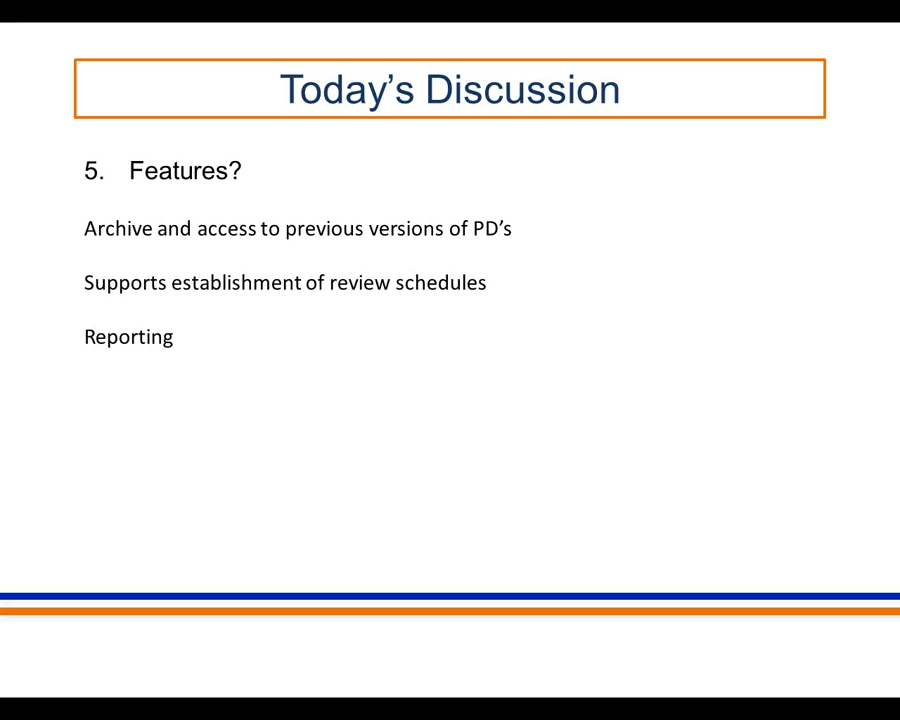 Today’s Discussion
5. Features?
Archive and access to previous versions of PD’s
Supports establishment of review schedules
Reporting